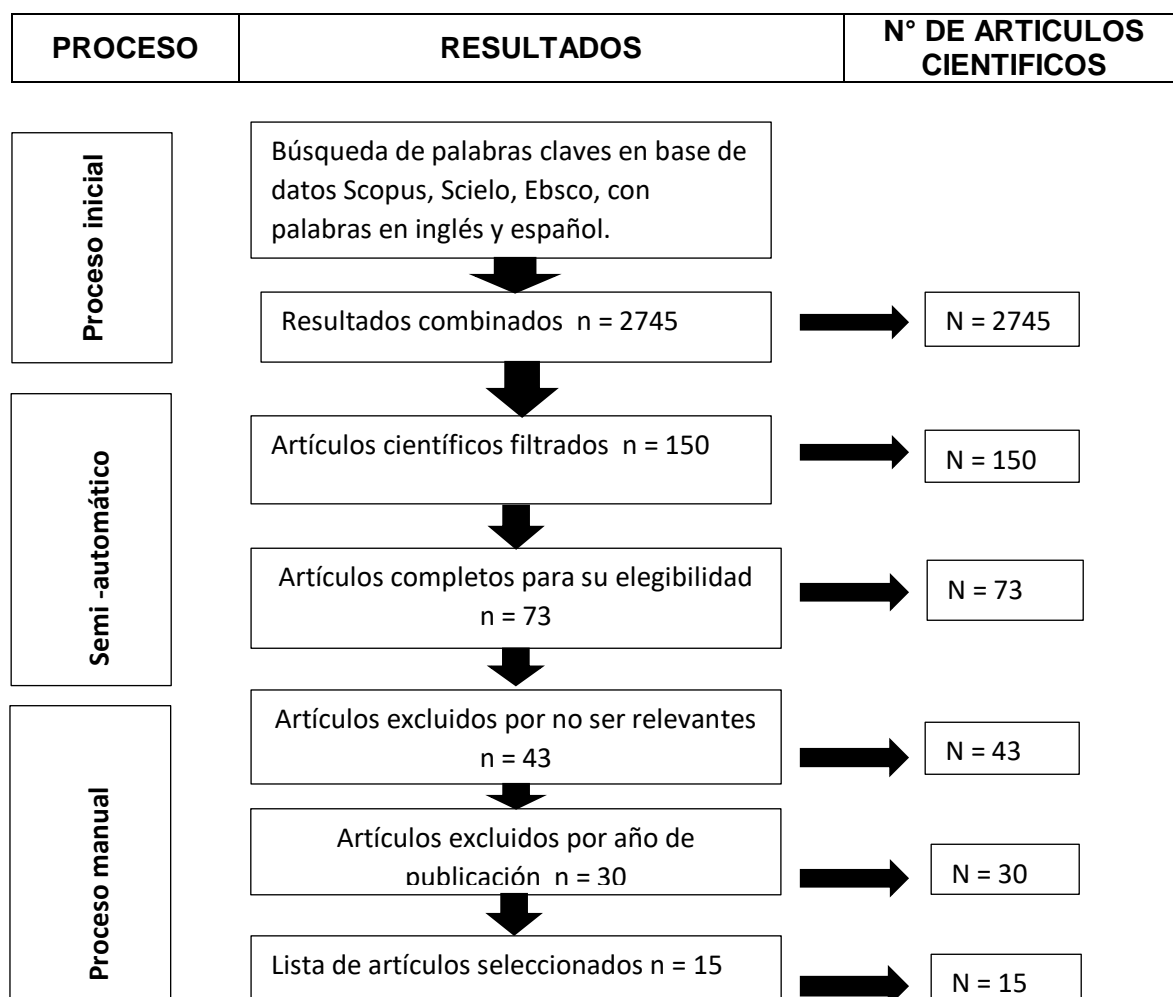 PROCESO
RESULTADOS
N° DE ARTICULOS
CIENTIFICOS
Proceso inicial
Búsqueda de palabras claves en base de
datos Scopus, Scielo, Ebsco, con
palabras en inglés y español.
Resultados combinados n = 2745
N = 2745
Semi -automático
Artículos científicos filtrados n = 150
N = 150
Artículos completos para su elegibilidad
n = 73
N = 73
Proceso manual
Artículos excluidos por no ser relevantes
n = 43
N = 43
Artículos excluidos por año de
publicación n = 30
N = 30
Lista de artículos seleccionados n = 15
N = 15